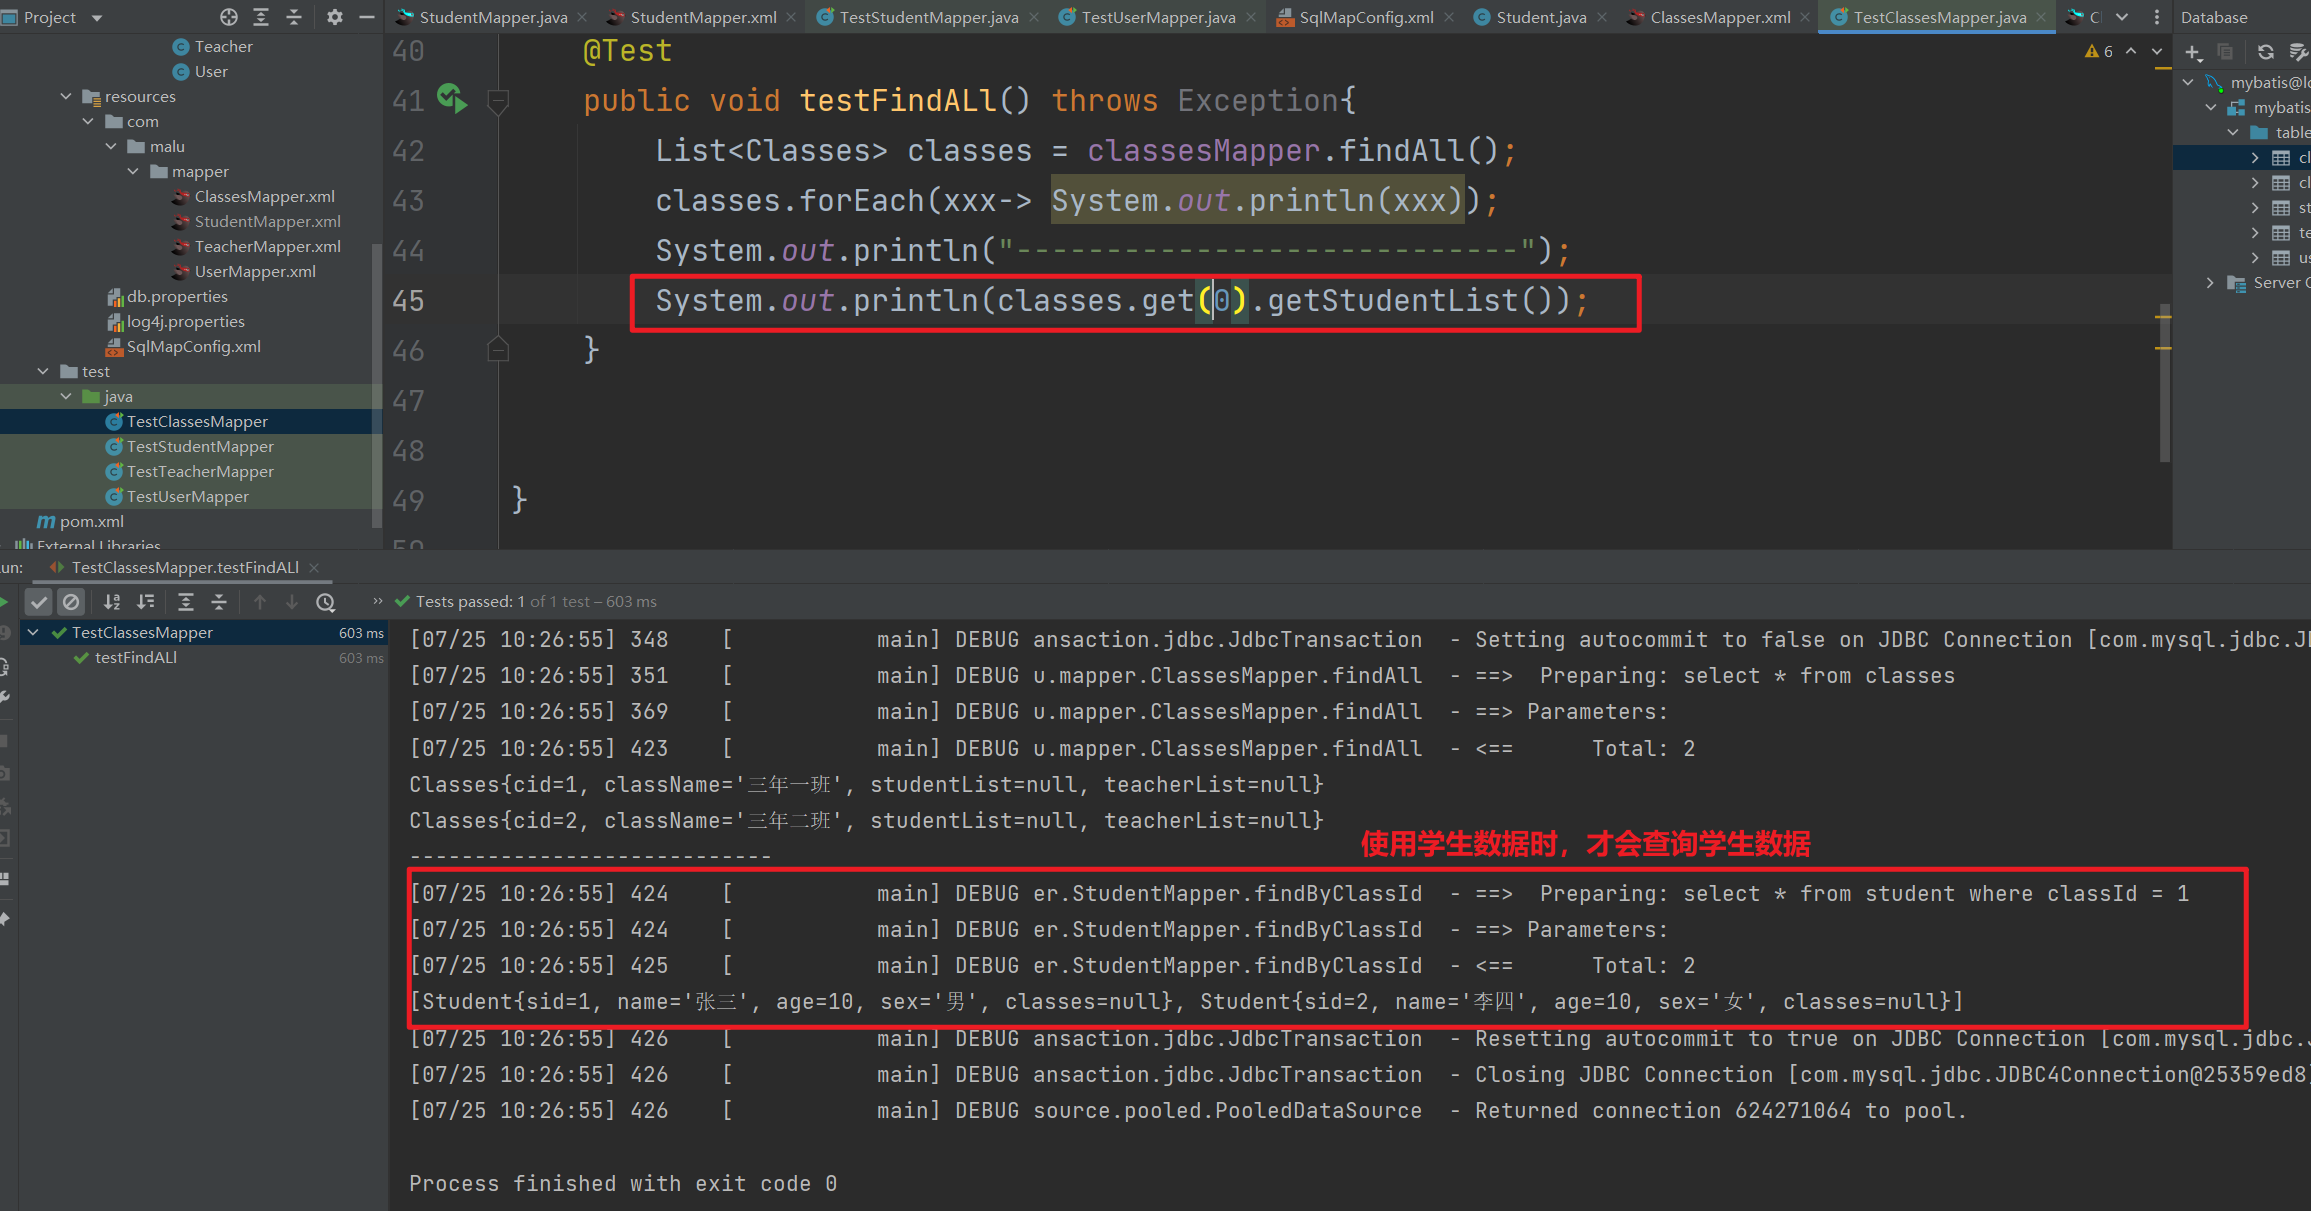 Project
StudentMapper.java
StudentMapper.xml
TestStudentMapper.java
TestUserMapper.java
SqlMapConfig.xml
Student.java
ClassesMapper.xml
TestClassesMapper.java
Database
Teacher
User
resources
com
malu
mapper
ClassesMapper.xml
StudentMapper.xml
TeacherMapper.xml
UserMapper.xml
db.properties
log4j.properties
SqlMapConfig.xml
test
java
TestClassesMapper
TestStudentMapper
TestTeacherMapper
TestUserMapper
pom.xml
External Libraries
40 @Test
41 public void testFindALl() throws Exception{
42 List<Classes> classes = classesMapper.findAll();
43 classes.forEach(xxx-> System.out.println(xxx));
44 System.out.println("----------------------------");
45 System.out.println(classes.get(0).getStudentList());
46 }
47
48
49 }
50
6
mybatis@lo
mybatis
table
cl
cl
st
te
us
Server O
un: TestClassesMapper.testFindALl
Tests passed: 1 of 1 test – 603 ms
TestClassesMapper 603 ms
testFindALl 603 ms
[07/25 10:26:55] 348 [ main] DEBUG ansaction.jdbc.JdbcTransaction - Setting autocommit to false on JDBC Connection [com.mysql.jdbc.JD
[07/25 10:26:55] 351 [ main] DEBUG u.mapper.ClassesMapper.findAll - ==> Preparing: select * from classes
[07/25 10:26:55] 369 [ main] DEBUG u.mapper.ClassesMapper.findAll - ==> Parameters:
[07/25 10:26:55] 423 [ main] DEBUG u.mapper.ClassesMapper.findAll - <== Total: 2
Classes{cid=1, className='三年一班', studentList=null, teacherList=null}
Classes{cid=2, className='三年二班', studentList=null, teacherList=null}
----------------------------
使用学生数据时，才会查询学生数据
[07/25 10:26:55] 424 [ main] DEBUG er.StudentMapper.findByClassId - ==> Preparing: select * from student where classId = 1
[07/25 10:26:55] 424 [ main] DEBUG er.StudentMapper.findByClassId - ==> Parameters:
[07/25 10:26:55] 425 [ main] DEBUG er.StudentMapper.findByClassId - <== Total: 2
[Student{sid=1, name='张三', age=10, sex='男', classes=null}, Student{sid=2, name='李四', age=10, sex='女', classes=null}]
[07/25 10:26:55] 426 [ main] DEBUG ansaction.jdbc.JdbcTransaction - Resetting autocommit to true on JDBC Connection [com.mysql.jdbc.J
[07/25 10:26:55] 426 [ main] DEBUG ansaction.jdbc.JdbcTransaction - Closing JDBC Connection [com.mysql.jdbc.JDBC4Connection@25359ed8]
[07/25 10:26:55] 426 [ main] DEBUG source.pooled.PooledDataSource - Returned connection 624271064 to pool.
Process finished with exit code 0